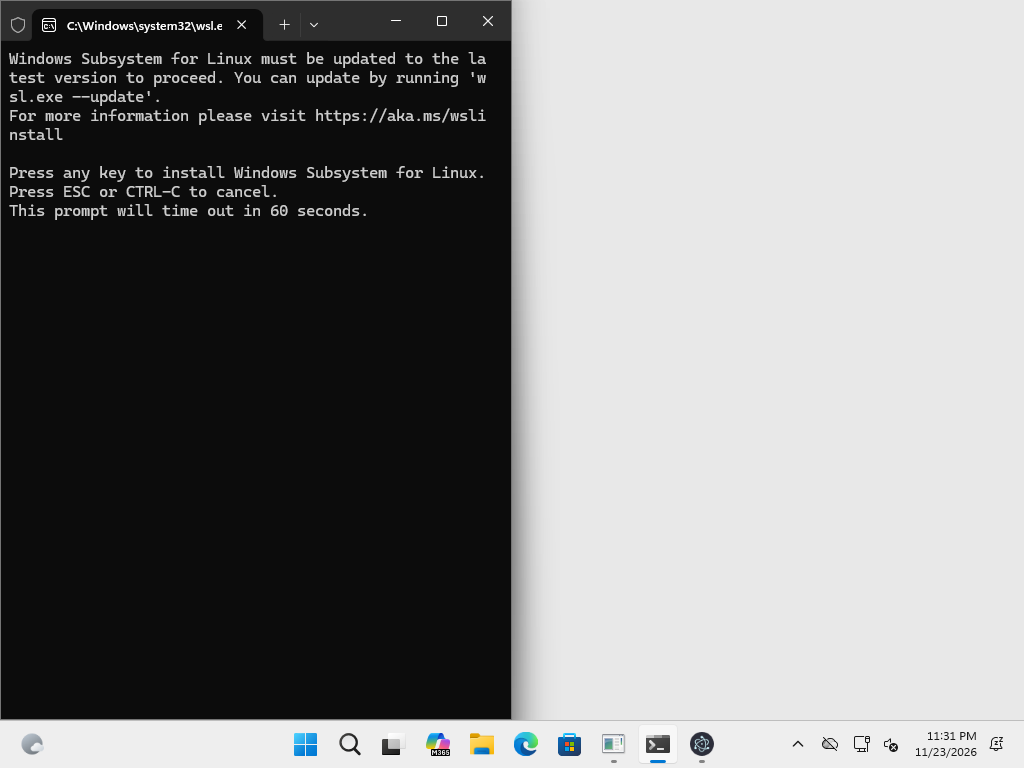 C:\Windows\system32\wsl.e
Windows Subsystem for Linux must be updated to the la
test version to proceed. You can update by running 'w
sl.exe --update'.
For more information please visit https://aka.ms/wsli
nstall
Press any key to install Windows Subsystem for Linux.
Press ESC or CTRL-C to cancel.
This prompt will time out in 60 seconds.
M365
11:31 PM
11/23/2026